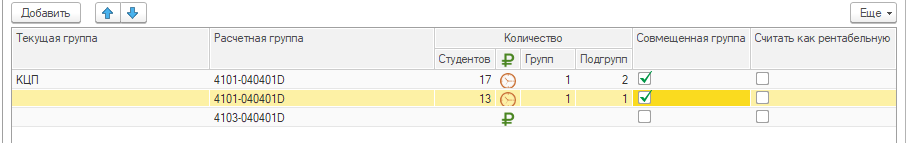 Добавить Еще
Текущая группа Расчетная группа Количество Совмещенная группа Считать как рентабельную
Студентов ₽ Групп Подгрупп
КЦП 4101-040401D 17 1 2
4101-040401D 13 1 1
4103-040401D ₽